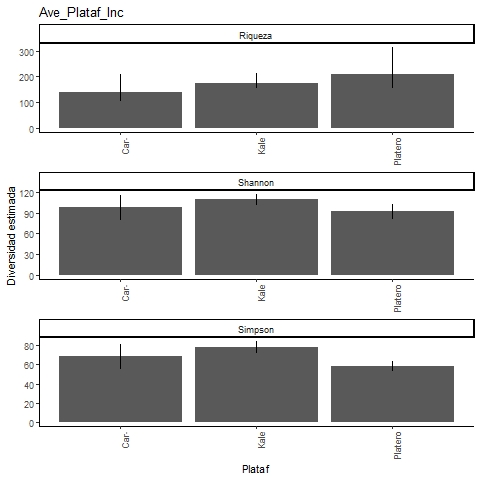 Ave_Plataf_Inc
Riqueza
300
200
100
0
Car-
Kale
Platero
Diversidad estimada
Shannon
120
90
60
30
0
Car-
Kale
Platero
Simpson
80
60
40
20
0
Car-
Kale
Platero
Plataf